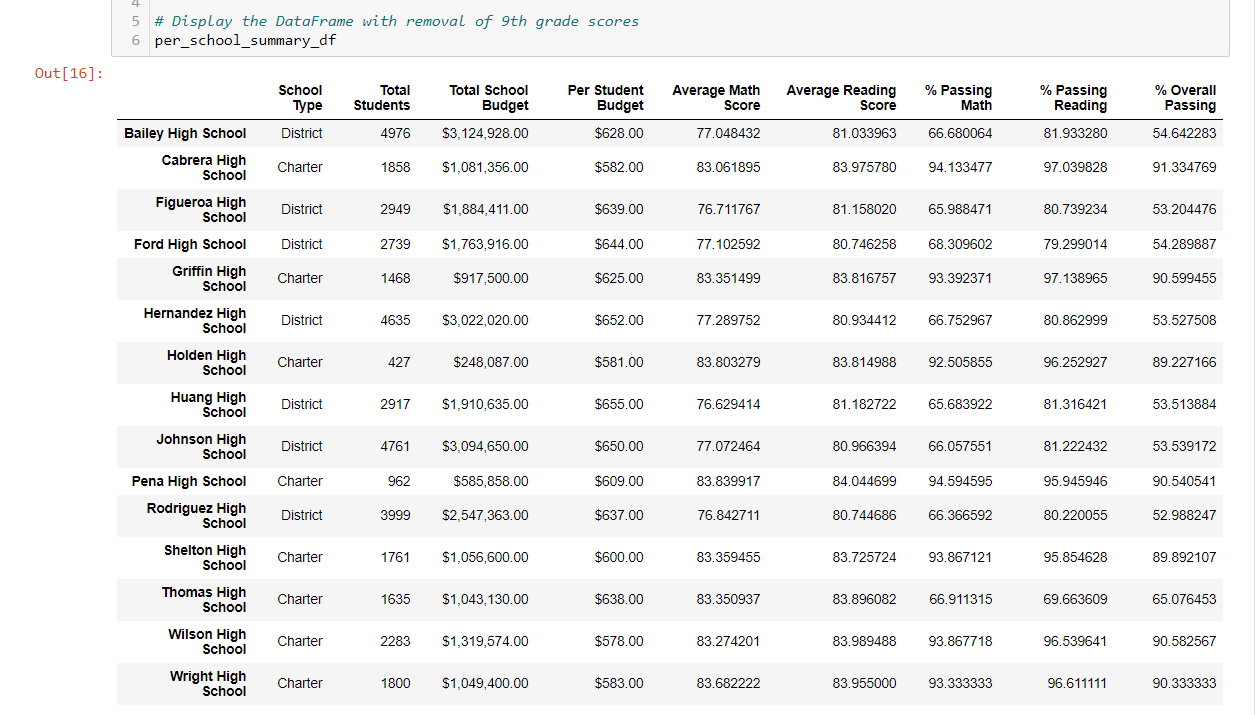 4
5 # Display the DataFrame with removal of 9th grade scores
6 per_school_summary_df
Out[16]:
School Type Total Students Total School Budget Per Student Budget Average Math Score Average Reading Score % Passing Math % Passing Reading % Overall Passing
Bailey High School District 4976 $3,124,928.00 $628.00 77.048432 81.033963 66.680064 81.933280 54.642283
Cabrera High School Charter 1858 $1,081,356.00 $582.00 83.061895 83.975780 94.133477 97.039828 91.334769
Figueroa High School District 2949 $1,884,411.00 $639.00 76.711767 81.158020 65.988471 80.739234 53.204476
Ford High School District 2739 $1,763,916.00 $644.00 77.102592 80.746258 68.309602 79.299014 54.289887
Griffin High School Charter 1468 $917,500.00 $625.00 83.351499 83.816757 93.392371 97.138965 90.599455
Hernandez High School District 4635 $3,022,020.00 $652.00 77.289752 80.934412 66.752967 80.862999 53.527508
Holden High School Charter 427 $248,087.00 $581.00 83.803279 83.814988 92.505855 96.252927 89.227166
Huang High School District 2917 $1,910,635.00 $655.00 76.629414 81.182722 65.683922 81.316421 53.513884
Johnson High School District 4761 $3,094,650.00 $650.00 77.072464 80.966394 66.057551 81.222432 53.539172
Pena High School Charter 962 $585,858.00 $609.00 83.839917 84.044699 94.594595 95.945946 90.540541
Rodriguez High School District 3999 $2,547,363.00 $637.00 76.842711 80.744686 66.366592 80.220055 52.988247
Shelton High School Charter 1761 $1,056,600.00 $600.00 83.359455 83.725724 93.867121 95.854628 89.892107
Thomas High School Charter 1635 $1,043,130.00 $638.00 83.350937 83.896082 66.911315 69.663609 65.076453
Wilson High School Charter 2283 $1,319,574.00 $578.00 83.274201 83.989488 93.867718 96.539641 90.582567
Wright High School Charter 1800 $1,049,400.00 $583.00 83.682222 83.955000 93.333333 96.611111 90.333333